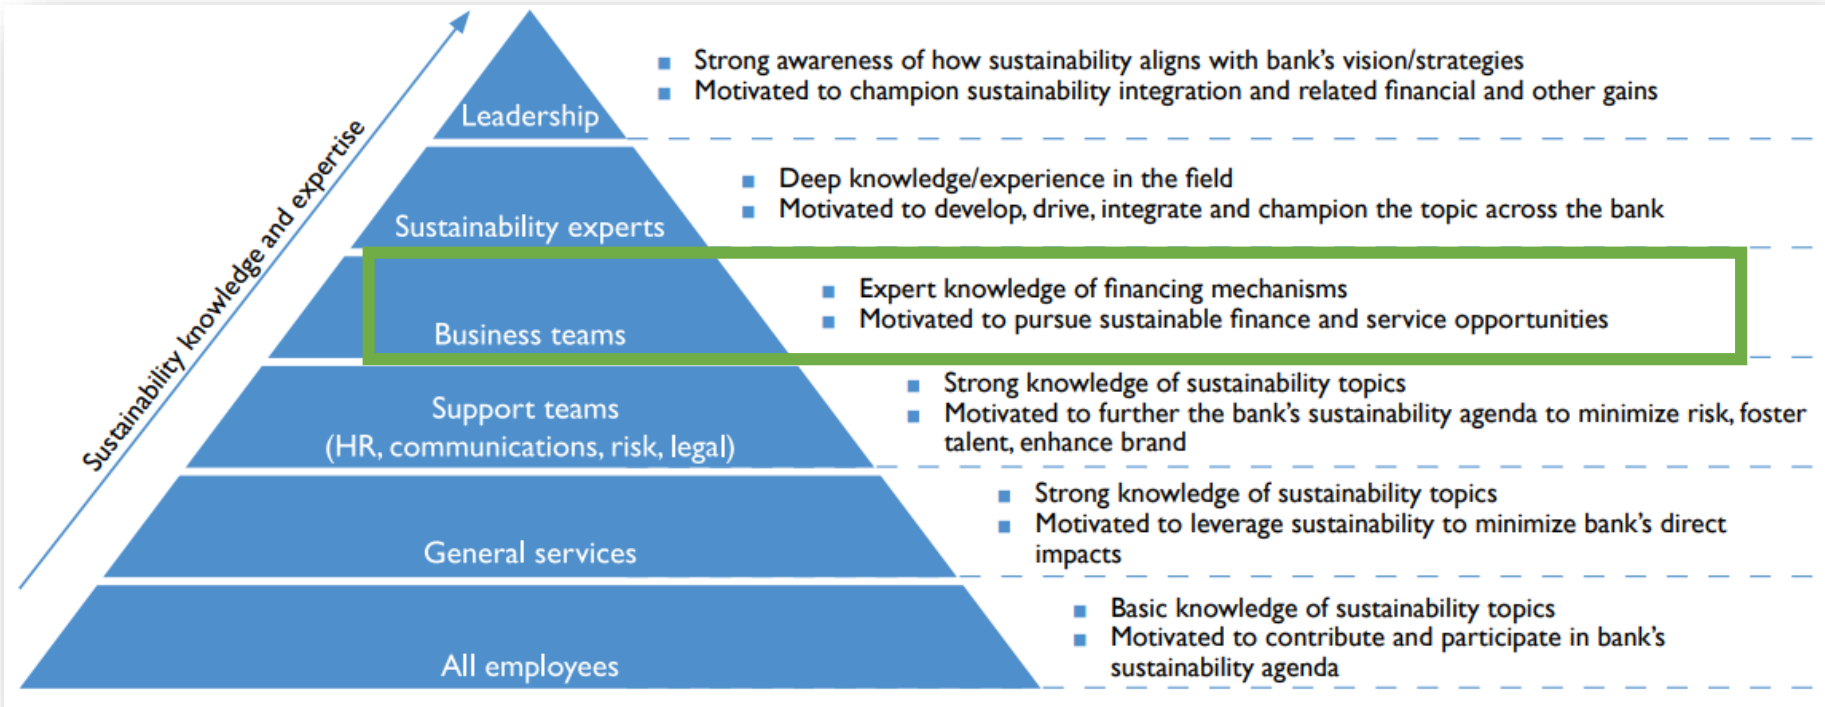 Sustainability knowledge and expertise
Leadership
Strong awareness of how sustainability aligns with bank's vision/strategies
Motivated to champion sustainability integration and related financial and other gains
Sustainability experts
Deep knowledge/experience in the field
Motivated to develop, drive, integrate and champion the topic across the bank
Business teams
Expert knowledge of financing mechanisms
Motivated to pursue sustainable finance and service opportunities
Support teams
(HR, communications, risk, legal)
Strong knowledge of sustainability topics
Motivated to further the bank's sustainability agenda to minimize risk, foster
talent, enhance brand
General services
Strong knowledge of sustainability topics
Motivated to leverage sustainability to minimize bank's direct
impacts
All employees
Basic knowledge of sustainability topics
Motivated to contribute and participate in bank's
sustainability agenda